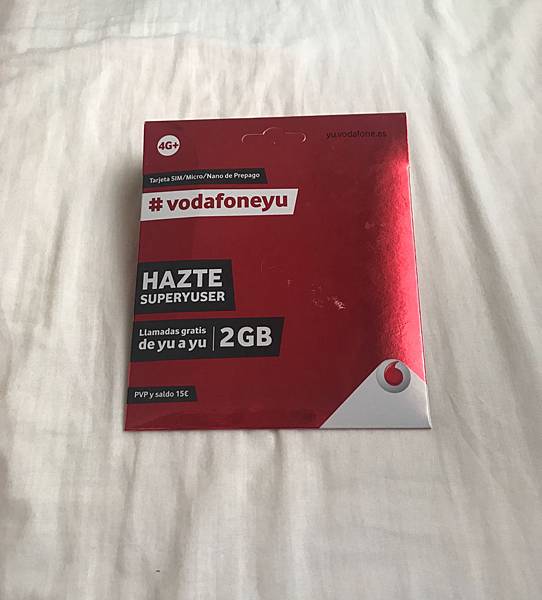 4G+
yu.vodafone.es
Tarjeta SIM/Micro/Nano de Prepago
#vodafoneyu
HAZTE
SUPERYUSER
Llamadas gratis
de yu a yu | 2GB
PVP y saldo 15€